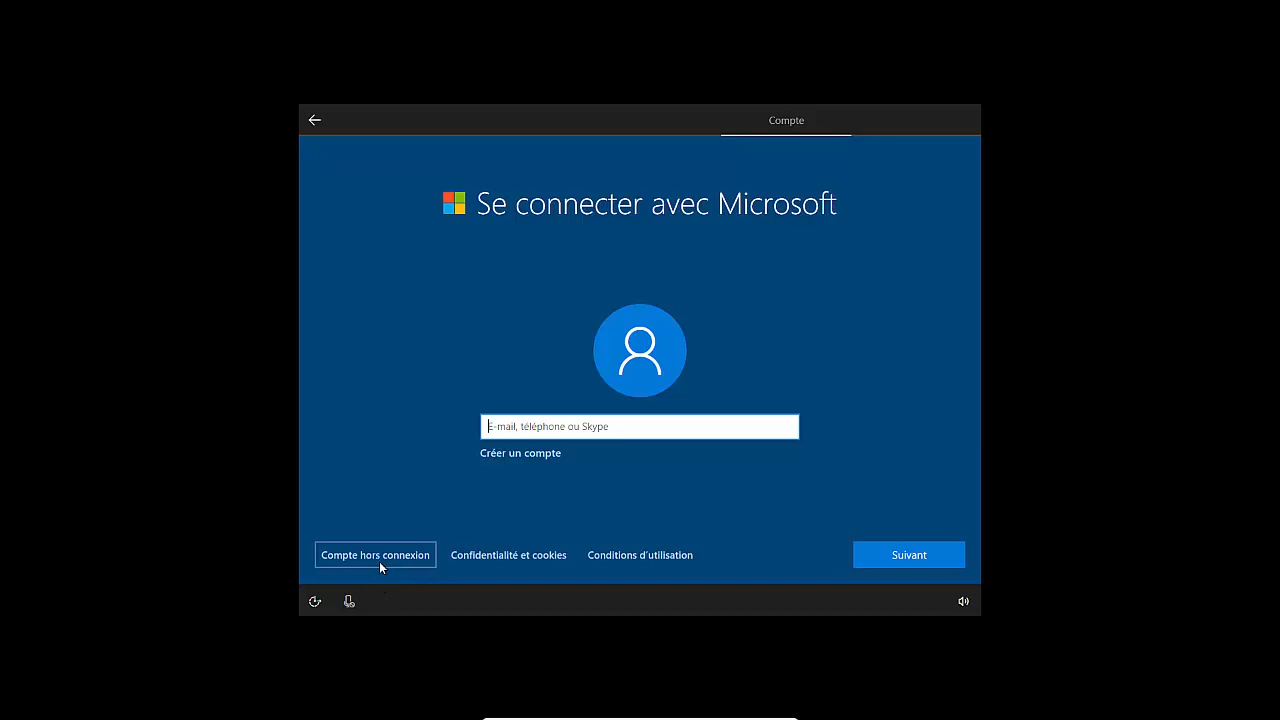 Compte
Se connecter avec Microsoft
E-mail, téléphone ou Skype
Créer un compte
Compte hors connexion
Confidentialité et cookies
Conditions d'utilisation
Suivant